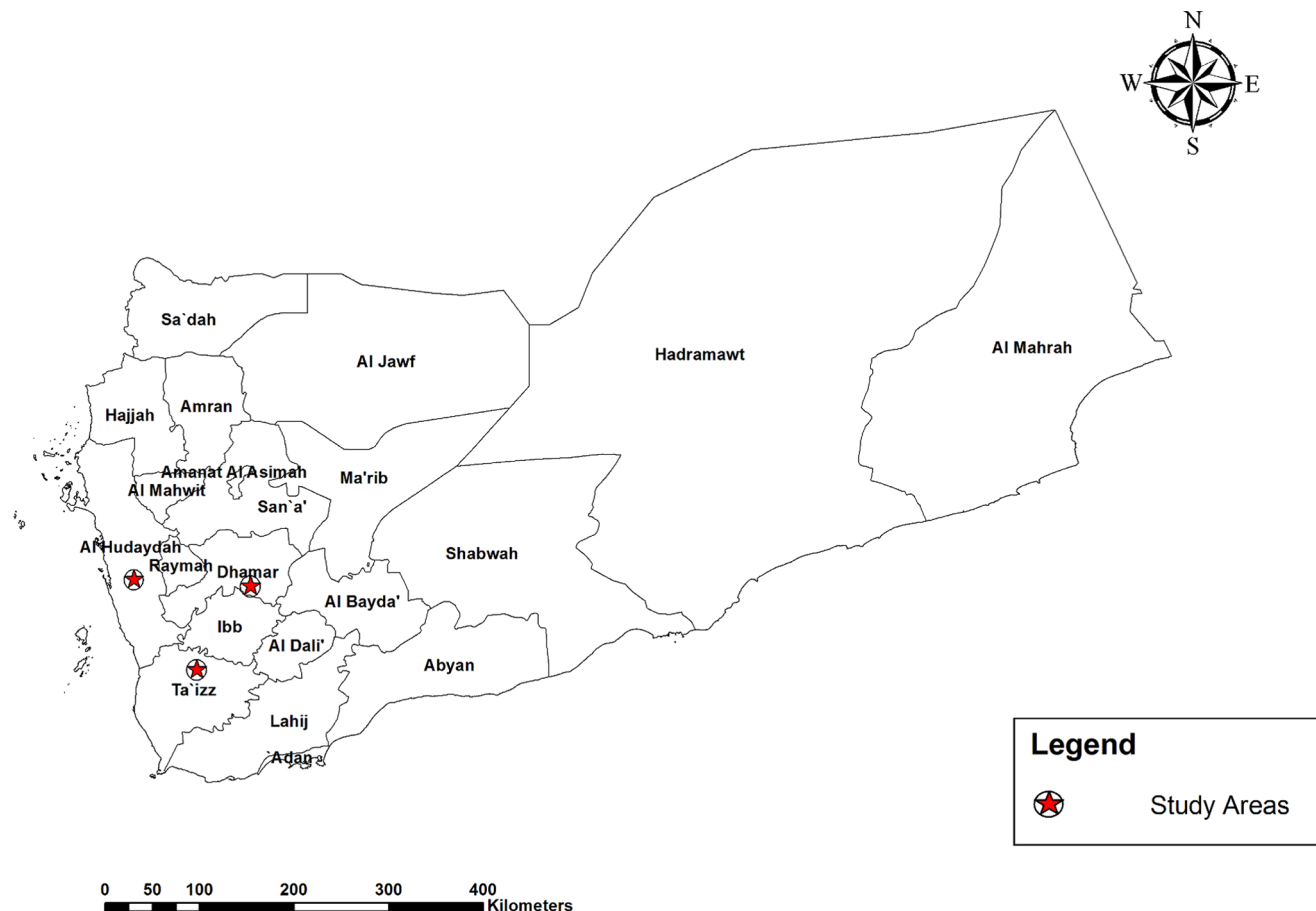 N
W E
S
Sa`dah
Al Jawf
Hadramawt
Al Mahrah
Hajjah
Amran
Amanat Al Asimah
Al Mahwit
Ma'rib
San`a'
Al Hudaydah
Raymah
Dhamar
Shabwah
Al Bayda'
Ibb
Al Dali'
Abyan
Ta`izz
Lahij
`Adan
Legend
Study Areas
0 50 100 200 300 400
Kilometers